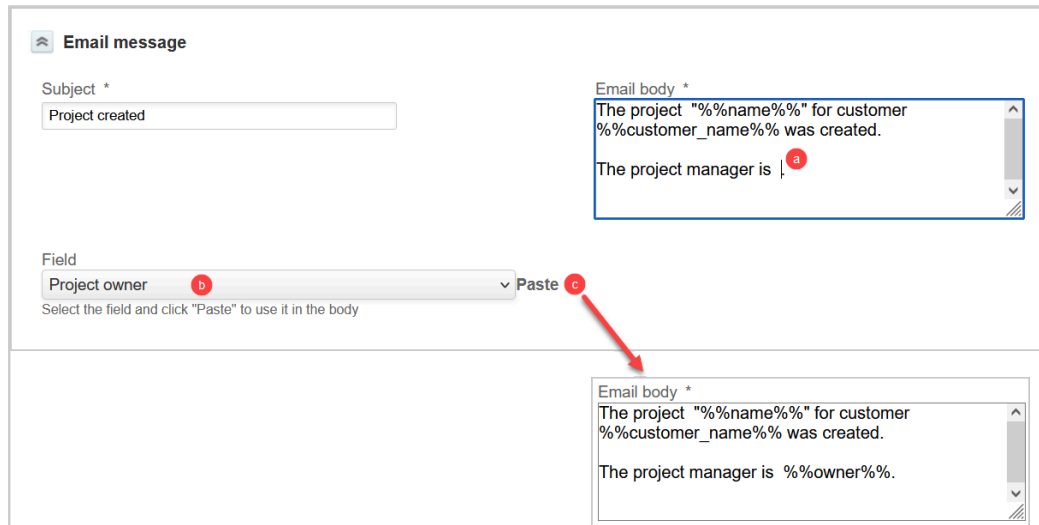 Email message
Subject *
Project created
Email body *
The project "%%name%%" for customer
%%customer_name%% was created.
The project manager is .
a
Field
Project owner
b
Paste
c
Select the field and click "Paste" to use it in the body
Email body *
The project "%%name%%" for customer
%%customer_name%% was created.
The project manager is %%owner%%.